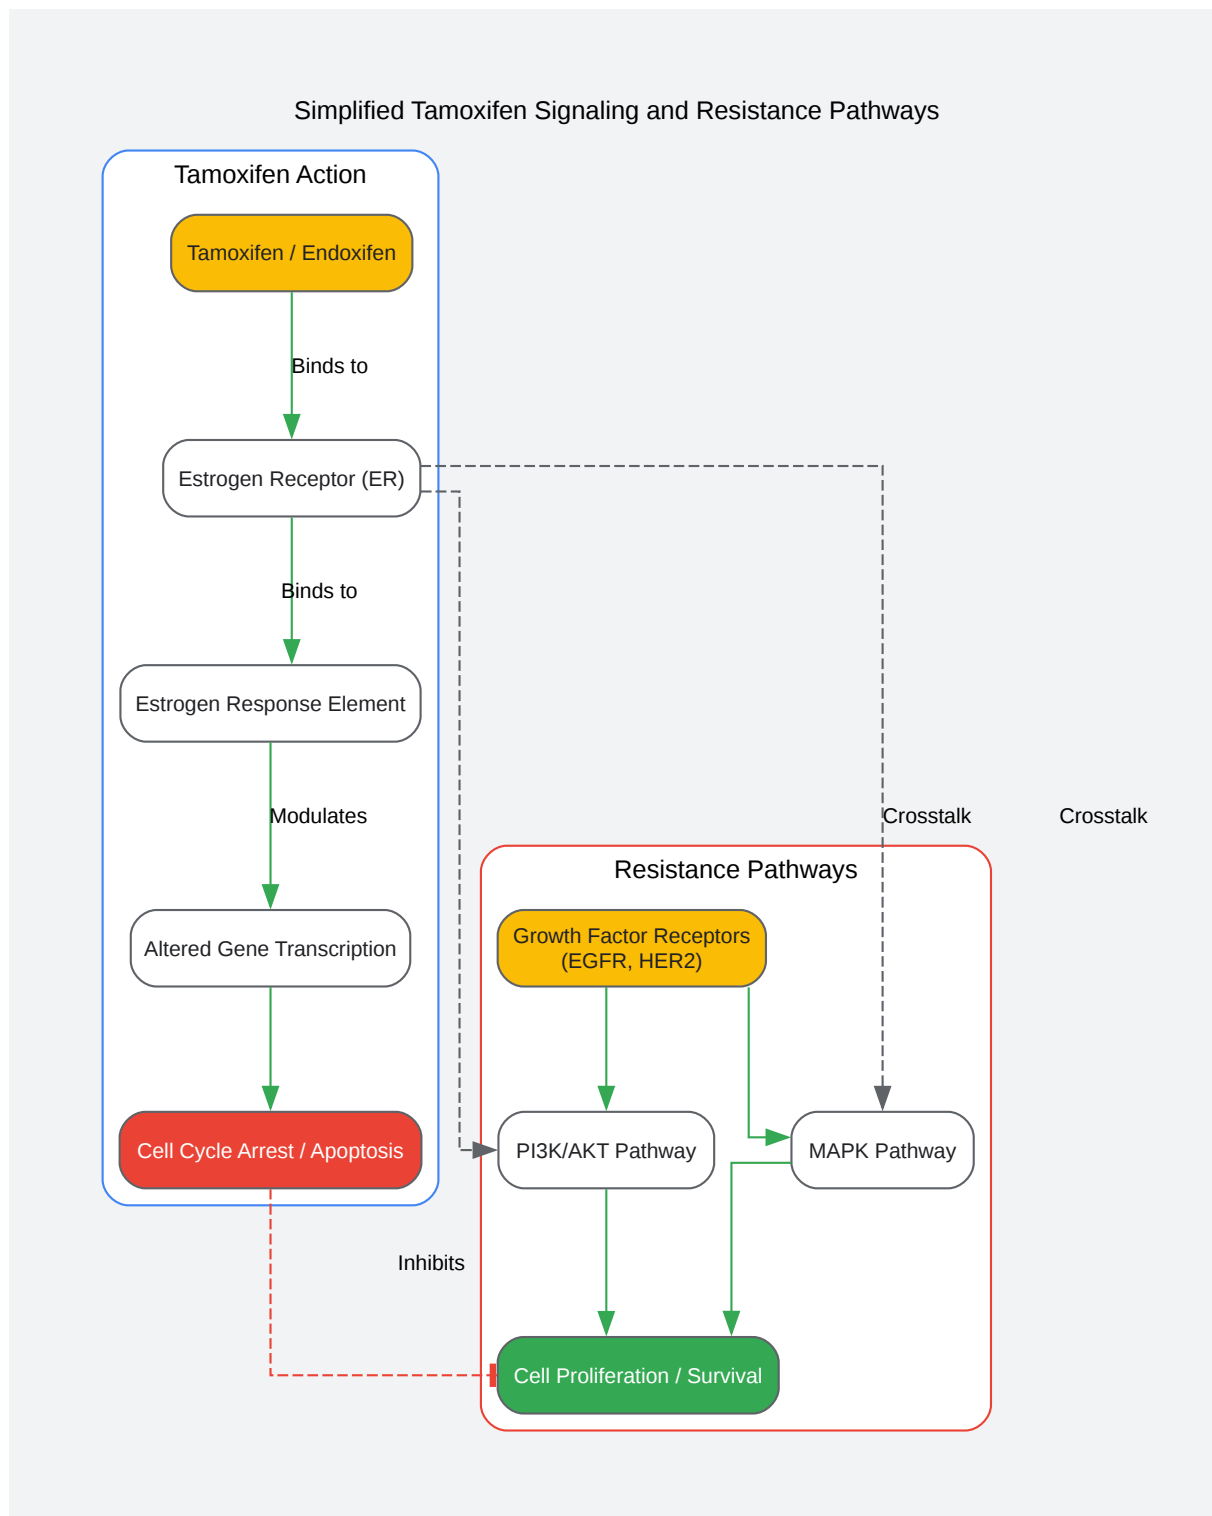 Simplified Tamoxifen Signaling and Resistance Pathways
Tamoxifen Action
Tamoxifen / Endoxifen
Binds to
Estrogen Receptor (ER)
Binds to
Estrogen Response Element
Modulates
Altered Gene Transcription
Cell Cycle Arrest / Apoptosis
Inhibits
Crosstalk
Crosstalk
Resistance Pathways
Growth Factor Receptors
(EGFR, HER2)
PI3K/AKT Pathway
MAPK Pathway
Cell Proliferation / Survival